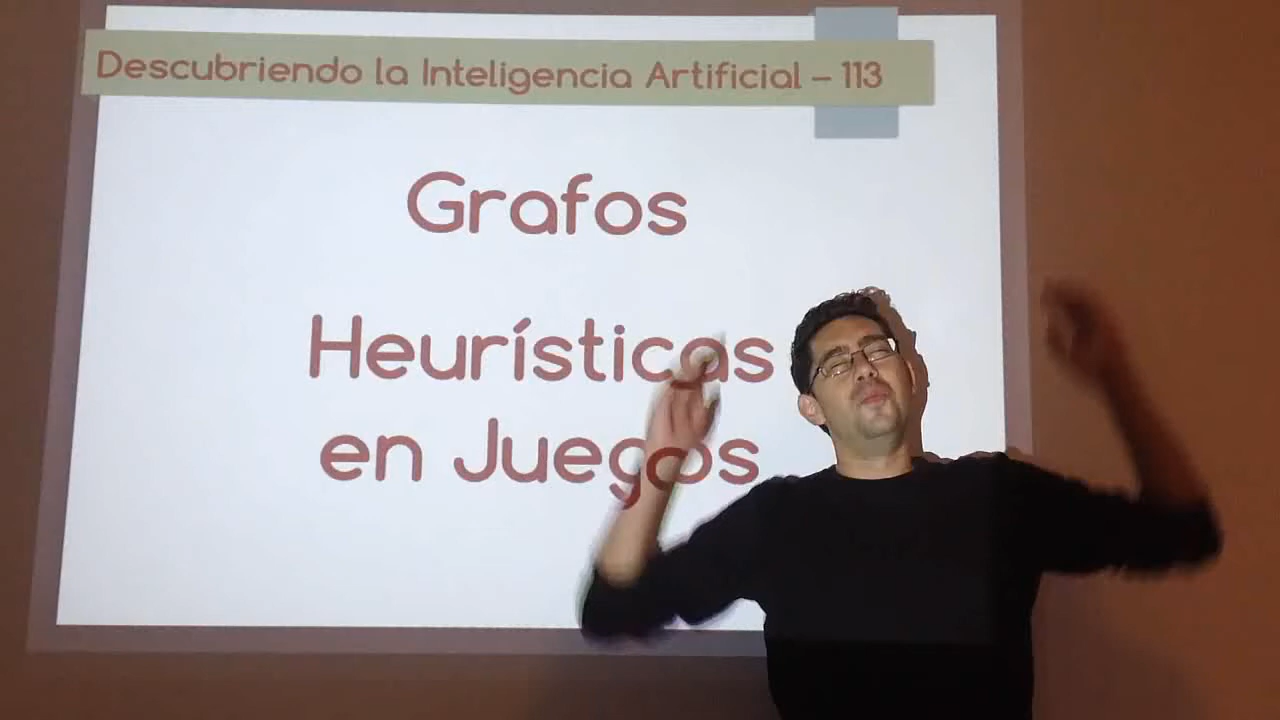 Descubriendo la Inteligencia Artificial – 113
Grafos
Heurísticas
en Juegos